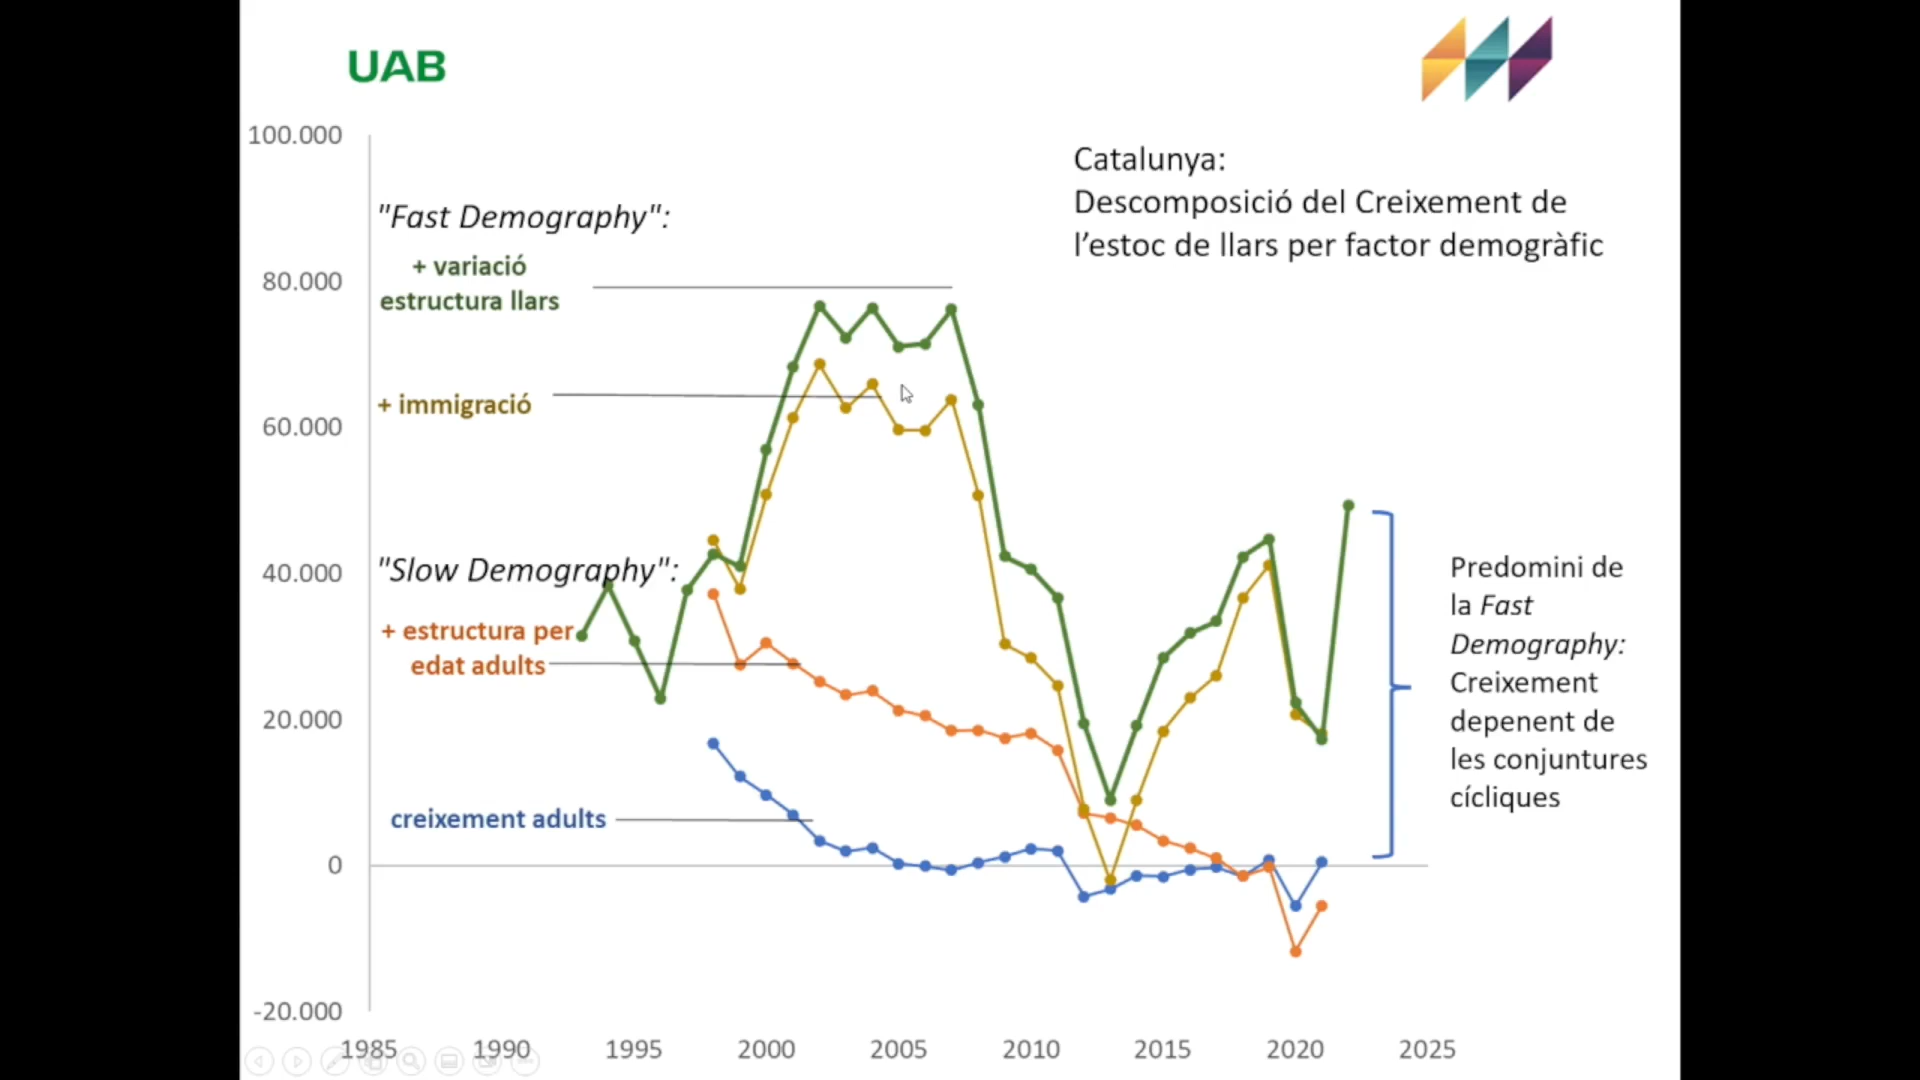 UAB
100.000
80.000
60.000
40.000
20.000
0
-20.000
"Fast Demography":
+ variació
estructura llars
+ immigració
"Slow Demography":
+ estructura per
edat adults
creixement adults
Catalunya:
Descomposició del Creixement de
l’estoc de llars per factor demogràfic
Predomini de
la Fast
Demography:
Creixement
depenent de
les conjuntures
cícliques
1985 1990 1995 2000 2005 2010 2015 2020 2025